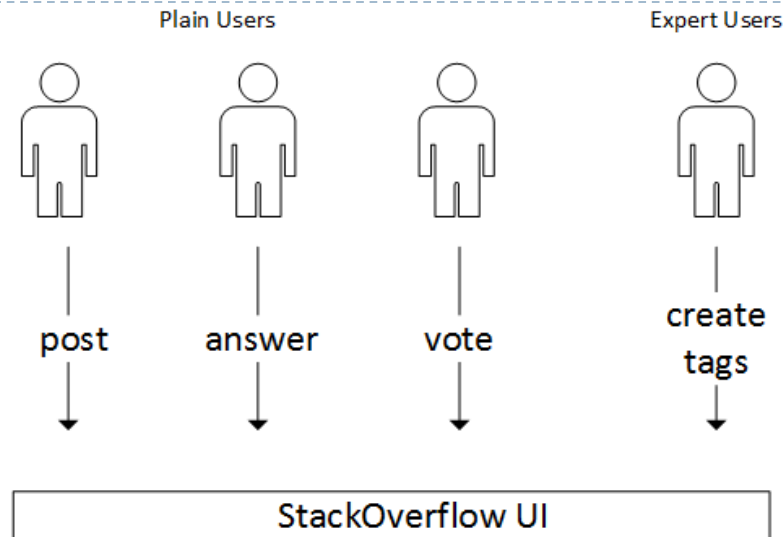 Plain Users
Expert Users
post
answer
vote
create
tags
StackOverflow UI